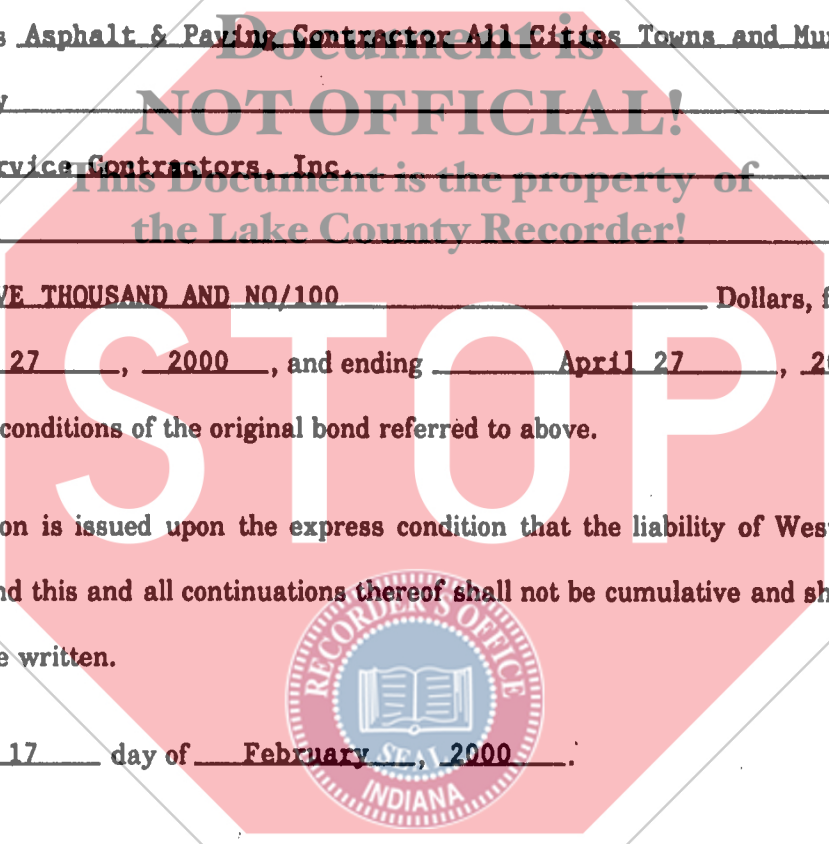 s Asphalt & Paving Contractor All Cities Towns and Mu
Document is
y
NOT OFFICIAL!
rvice Contractors, Inc.
This Document is the property of
the Lake County Recorder!
VE THOUSAND AND NO/100 Dollars, f
27, 2000, and ending April 27, 2
STOP
conditions of the original bond referred to above.
on is issued upon the express condition that the liability of Wes
nd this and all continuations thereof shall not be cumulative and sh
e written.
17 day of February, 2000.
RECORDER'S OFFICE
SEAL
INDIANA